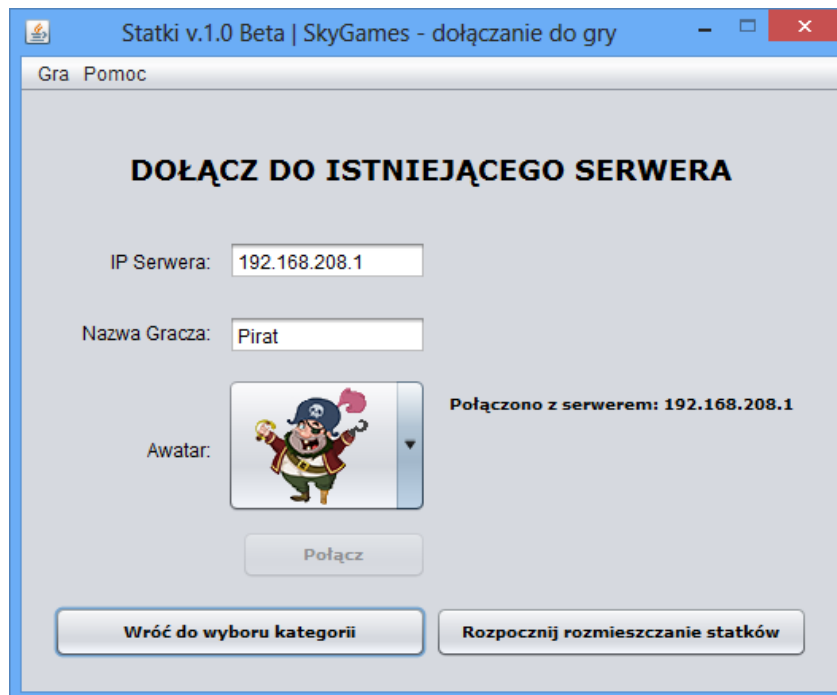 Statki v.1.0 Beta | SkyGames - dołączanie do gry
Gra Pomoc
DOŁĄCZ DO ISTNIEJĄCEGO SERWERA
IP Serwera: 192.168.208.1
Nazwa Gracza: Pirat
Połączono z serwerem: 192.168.208.1
Awatar:
Połącz
Wróć do wyboru kategorii
Rozpocznij rozmieszczanie statków